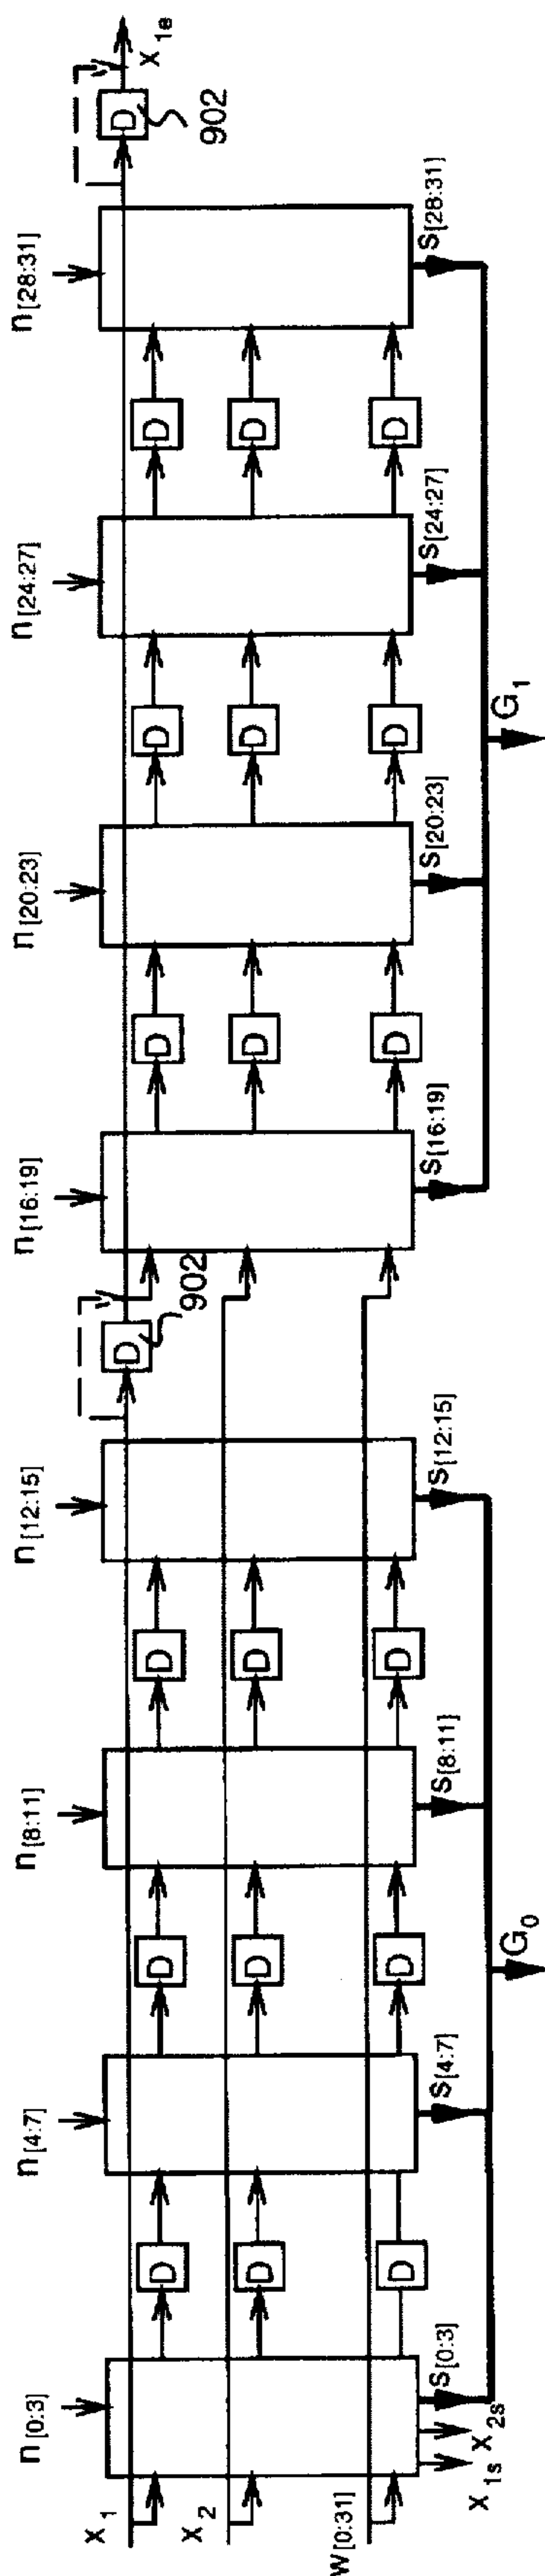 n[0:3] n[4:7] n[8:11] n[12:15] n[16:19] n[20:23] n[24:27] n[28:31]
x1 D D D D 902 D D D D 902 x1e
x2 D D D D D D
w[0:31] D D D D D D
x1s x2s s[0:3] s[4:7] s[8:11] s[12:15] s[16:19] s[20:23] s[24:27] s[28:31]
G0 G1